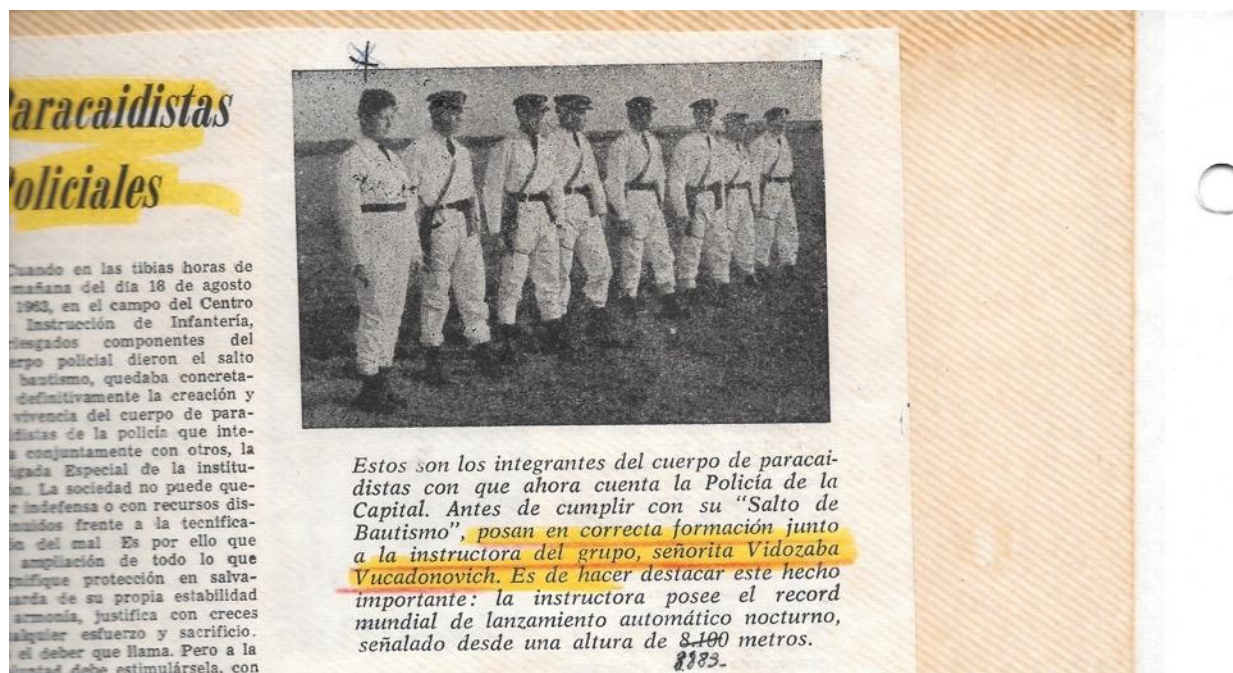 aracaidistas
oliciales
uando en las tibias horas de
mañana del día 18 de agosto
1963, en el campo del Centro
Instrucción de Infantería,
iesgados componentes del
erpo policial dieron el salto
bautismo, quedaba concreta-
definitivamente la creación y
vivencia del cuerpo de para-
distas de la policía que inte-
a conjuntamente con otros, la
igada Especial de la institu-
n. La sociedad no puede que-
r indefensa o con recursos dis-
nuidos frente a la tecnifica-
n del mal Es por ello que
ampliación de todo lo que
nifique protección en salva-
arda de su propia estabilidad
armonía, justifica con creces
alquier esfuerzo y sacrificio.
el deber que llama. Pero a la
luntad debe estimulársela, con
Estos son los integrantes del cuerpo de paracai-
distas con que ahora cuenta la Policía de la
Capital. Antes de cumplir con su "Salto de
Bautismo", posan en correcta formación junto
a la instructora del grupo, señorita Vidozaba
Vucadonovich. Es de hacer destacar este hecho
importante: la instructora posee el record
mundial de lanzamiento automático nocturno,
señalado desde una altura de 8.100 metros.
8383-